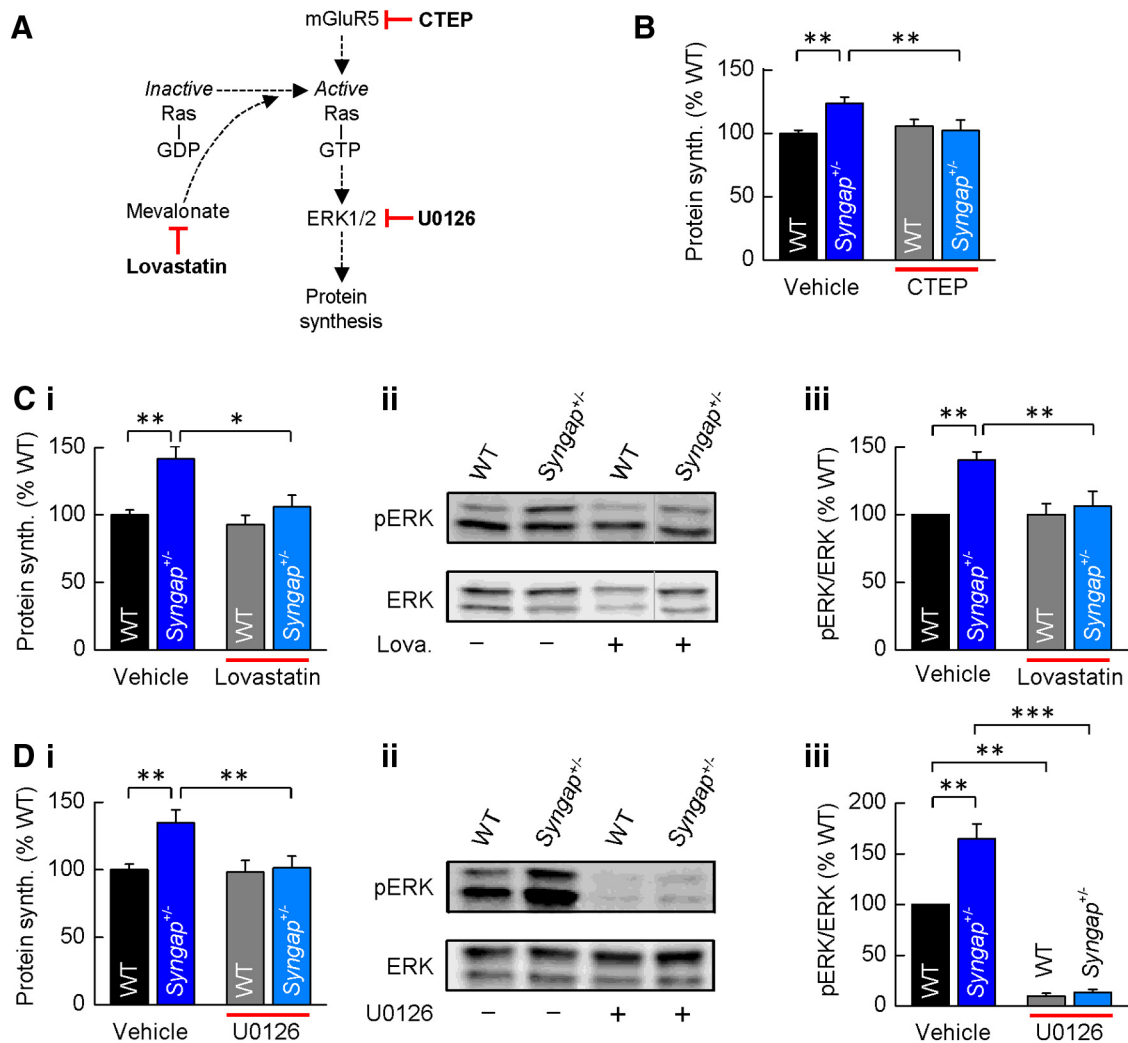 A
mGluR5 CTEP
Inactive Active
Ras Ras
GDP GTP
Mevalonate ERK1/2 U0126
Lovastatin
Protein
synthesis
B
** **
Protein synth. (% WT)
150
100
50
0
WT Syngap+/- WT Syngap+/-
Vehicle CTEP
C i
** *
Protein synth. (% WT)
150
100
50
0
WT Syngap+/- WT Syngap+/-
Vehicle Lovastatin
ii
WT Syngap+/- WT Syngap+/-
pERK
ERK
Lova. – – + +
iii
** **
pERK/ERK (% WT)
150
100
50
0
WT Syngap+/- WT Syngap+/-
Vehicle Lovastatin
D i
** **
Protein synth. (% WT)
150
100
50
0
WT Syngap+/- WT Syngap+/-
Vehicle U0126
ii
WT Syngap+/- WT Syngap+/-
pERK
ERK
U0126 – – + +
iii
***
**
**
pERK/ERK (% WT)
200
150
100
50
0
WT Syngap+/- WT Syngap+/-
Vehicle U0126